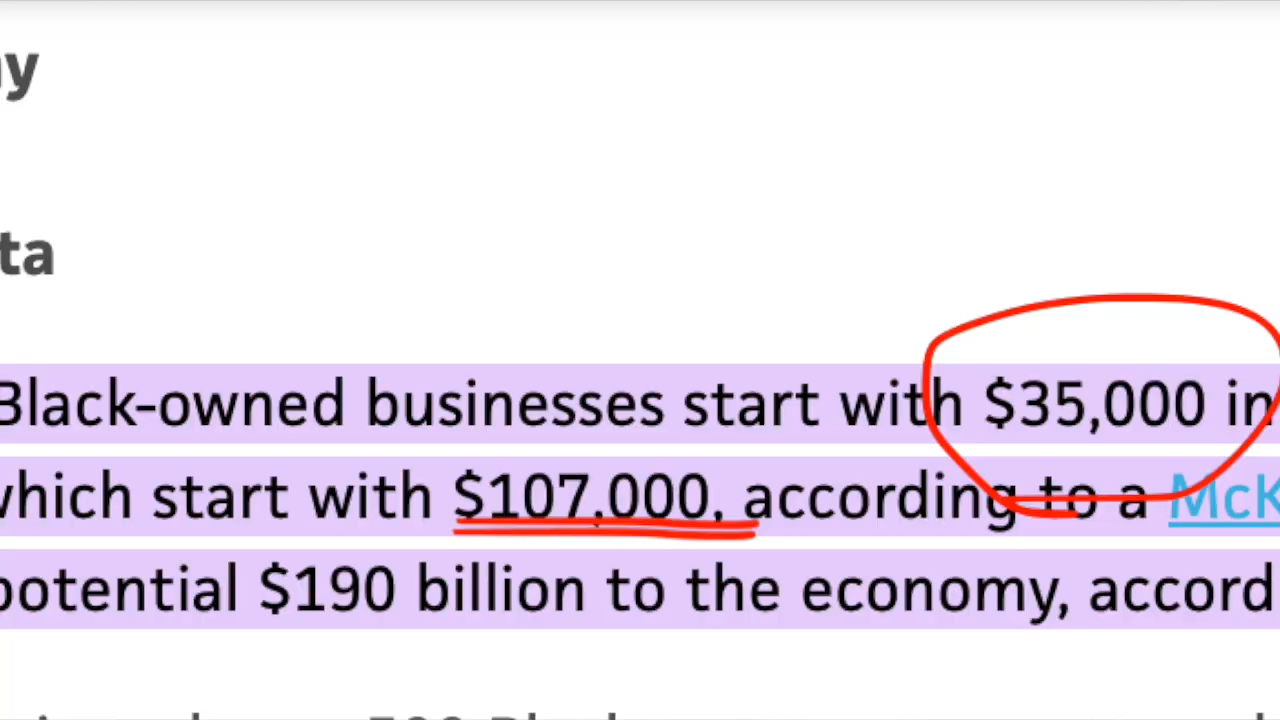 ta
Black-owned businesses start with $35,000 in
which start with $107,000, according to a McK
potential $190 billion to the economy, accord